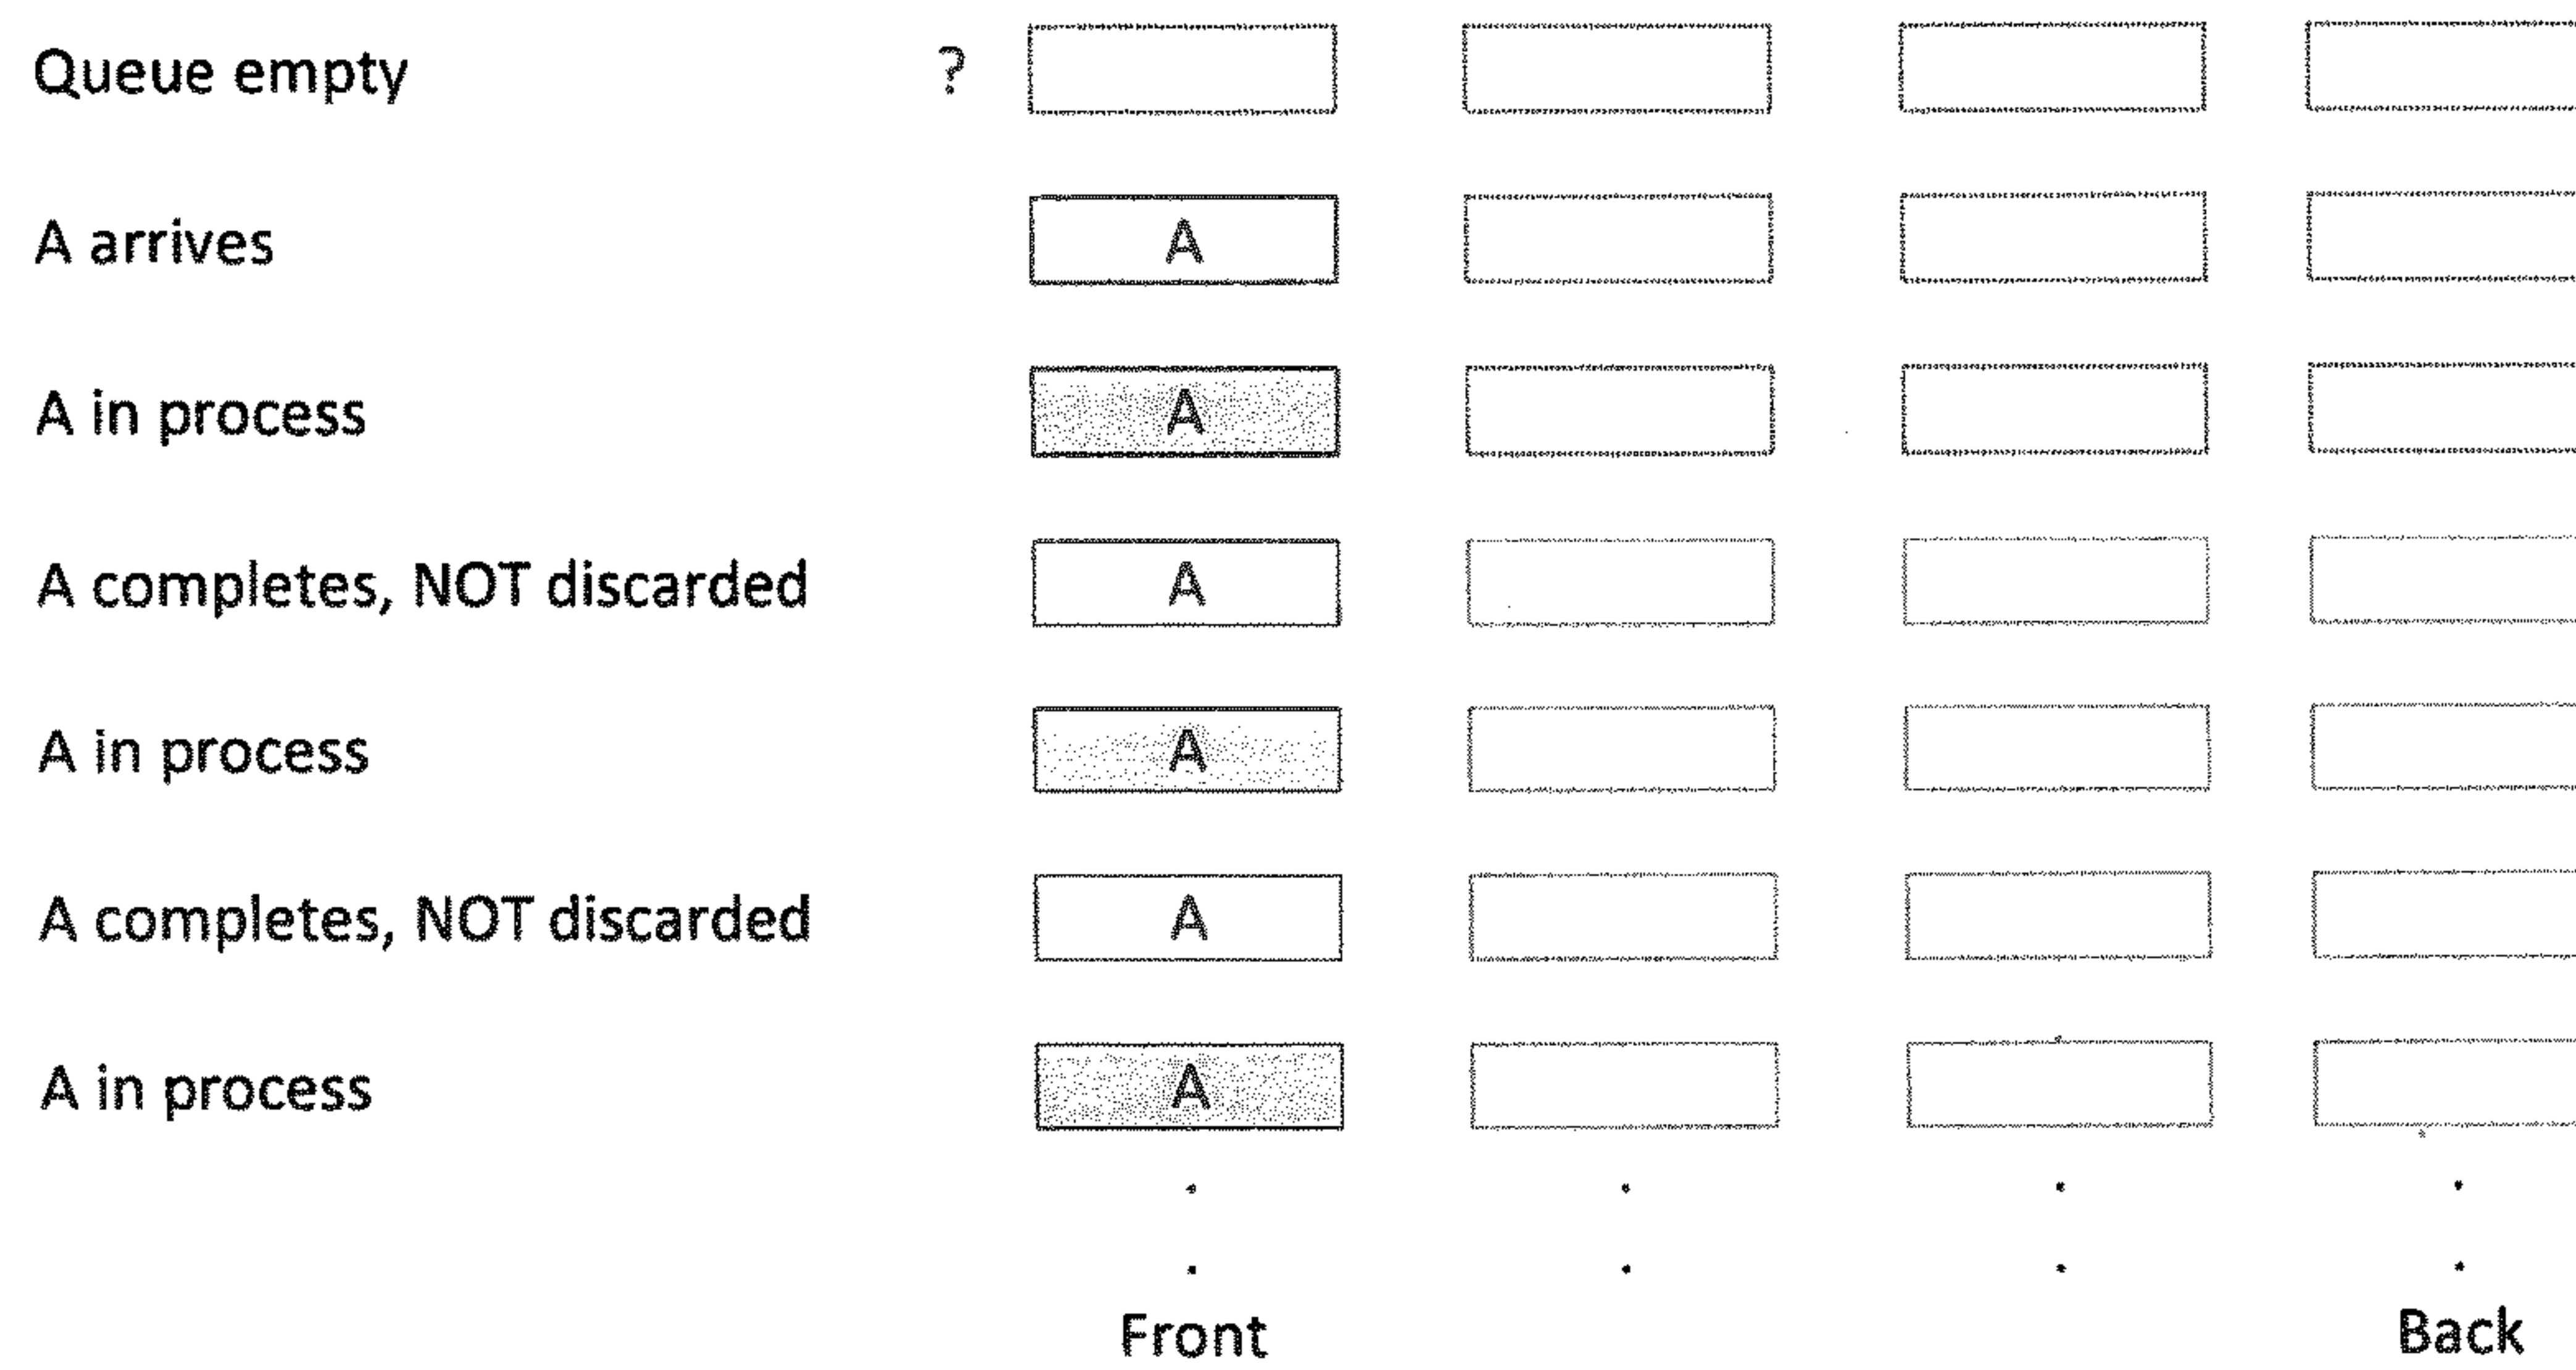 Queue empty ?
A arrives A
A in process A
A completes, NOT discarded A
A in process A
A completes, NOT discarded A
A in process A
Front Back